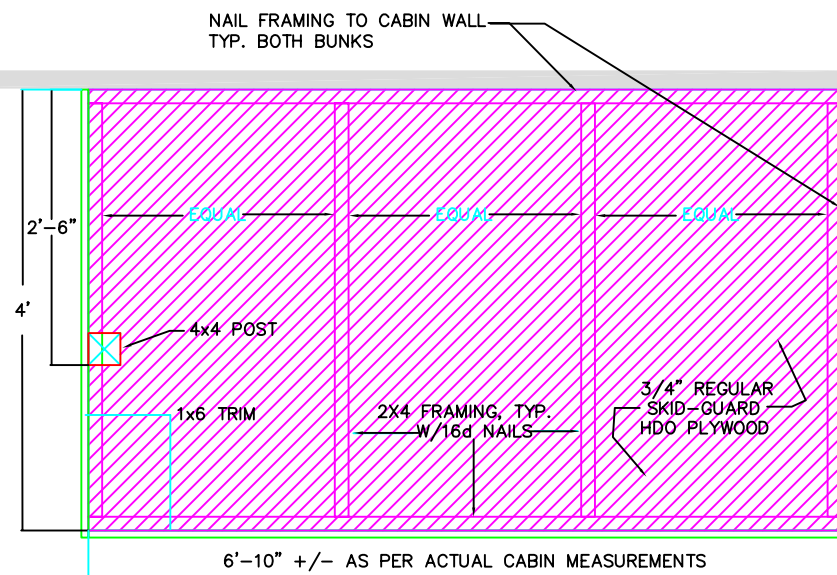 NAIL FRAMING TO CABIN WALL
TYP. BOTH BUNKS
EQUAL
EQUAL
EQUAL
2'-6"
4'
4x4 POST
1x6 TRIM
2X4 FRAMING, TYP.
W/16d NAILS
3/4" REGULAR
SKID-GUARD
HDO PLYWOOD
6'-10" +/- AS PER ACTUAL CABIN MEASUREMENTS